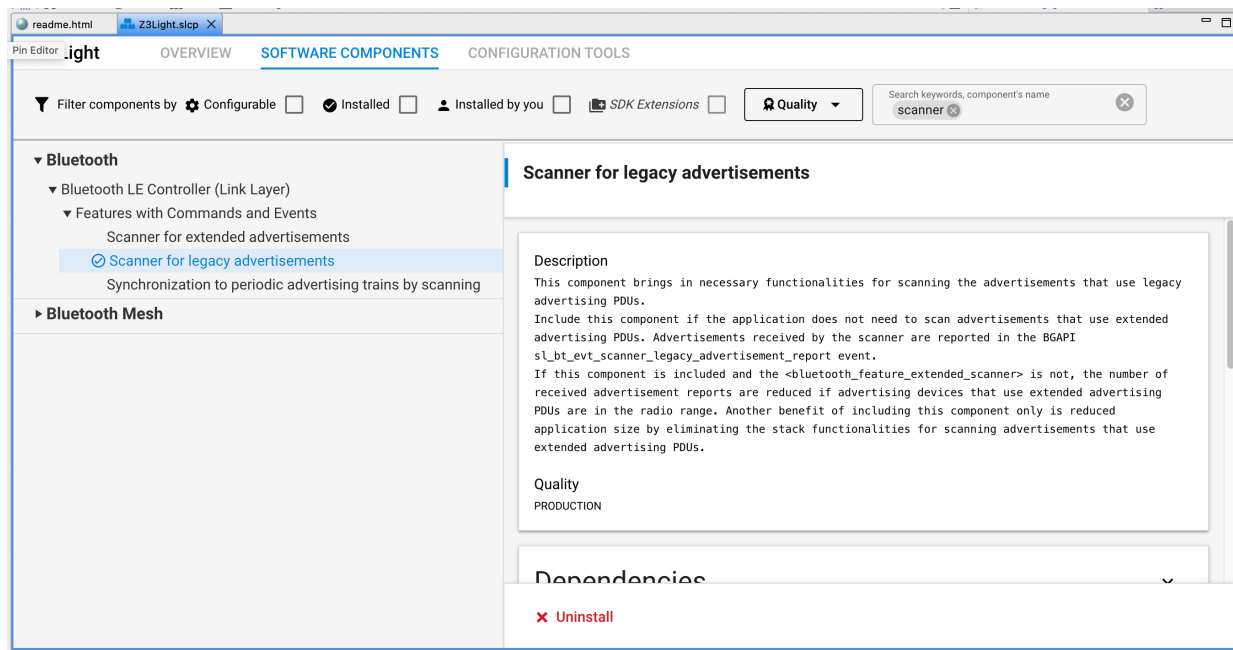 readme.html
Z3Light.slcp
Pin Editor
Light
OVERVIEW
SOFTWARE COMPONENTS
CONFIGURATION TOOLS
Filter components by
Configurable
Installed
Installed by you
SDK Extensions
Quality
Search keywords, component's name
scanner
Bluetooth
Bluetooth LE Controller (Link Layer)
Features with Commands and Events
Scanner for extended advertisements
Scanner for legacy advertisements
Synchronization to periodic advertising trains by scanning
Bluetooth Mesh
Scanner for legacy advertisements
Description
This component brings in necessary functionalities for scanning the advertisements that use legacy
advertising PDUs.
Include this component if the application does not need to scan advertisements that use extended
advertising PDUs. Advertisements received by the scanner are reported in the BGAPI
sl_bt_evt_scanner_legacy_advertisement_report event.
If this component is included and the <bluetooth_feature_extended_scanner> is not, the number of
received advertisement reports are reduced if advertising devices that use extended advertising
PDUs are in the radio range. Another benefit of including this component only is reduced
application size by eliminating the stack functionalities for scanning advertisements that use
extended advertising PDUs.
Quality
PRODUCTION
Dependencies
Uninstall